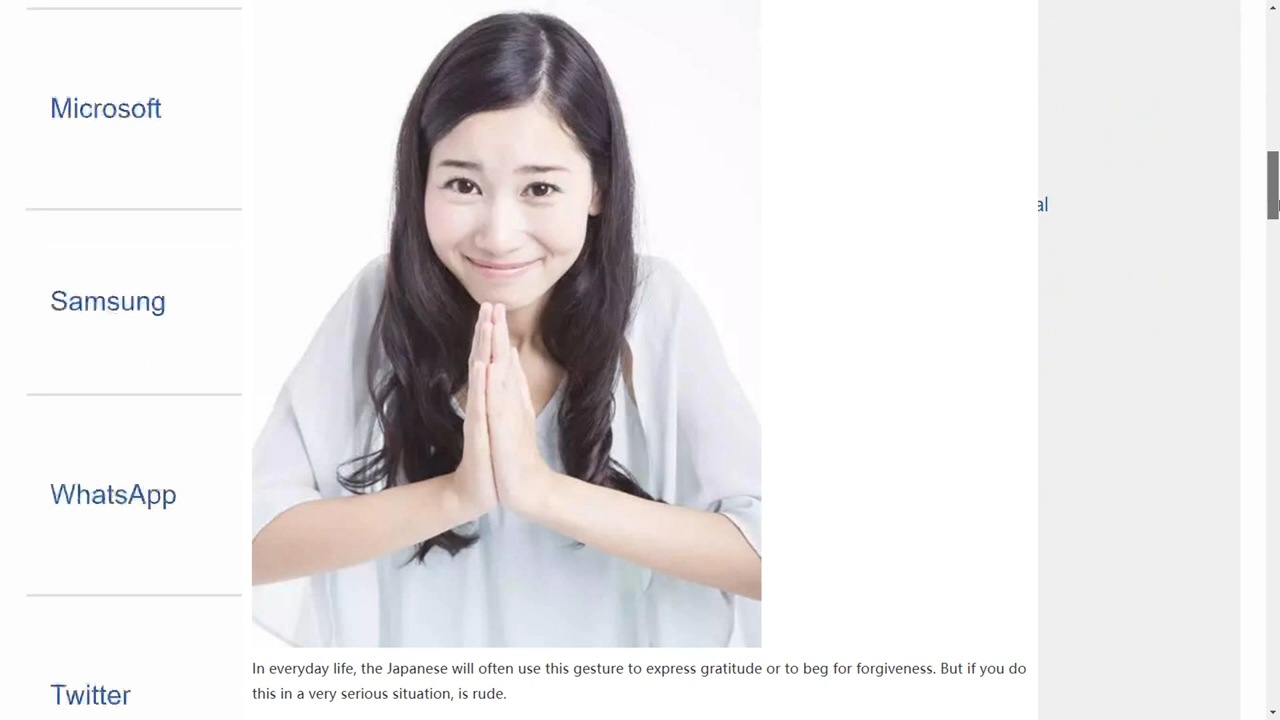 Microsoft
al
Samsung
WhatsApp
In everyday life, the Japanese will often use this gesture to express gratitude or to beg for forgiveness. But if you do
this in a very serious situation, is rude.
Twitter